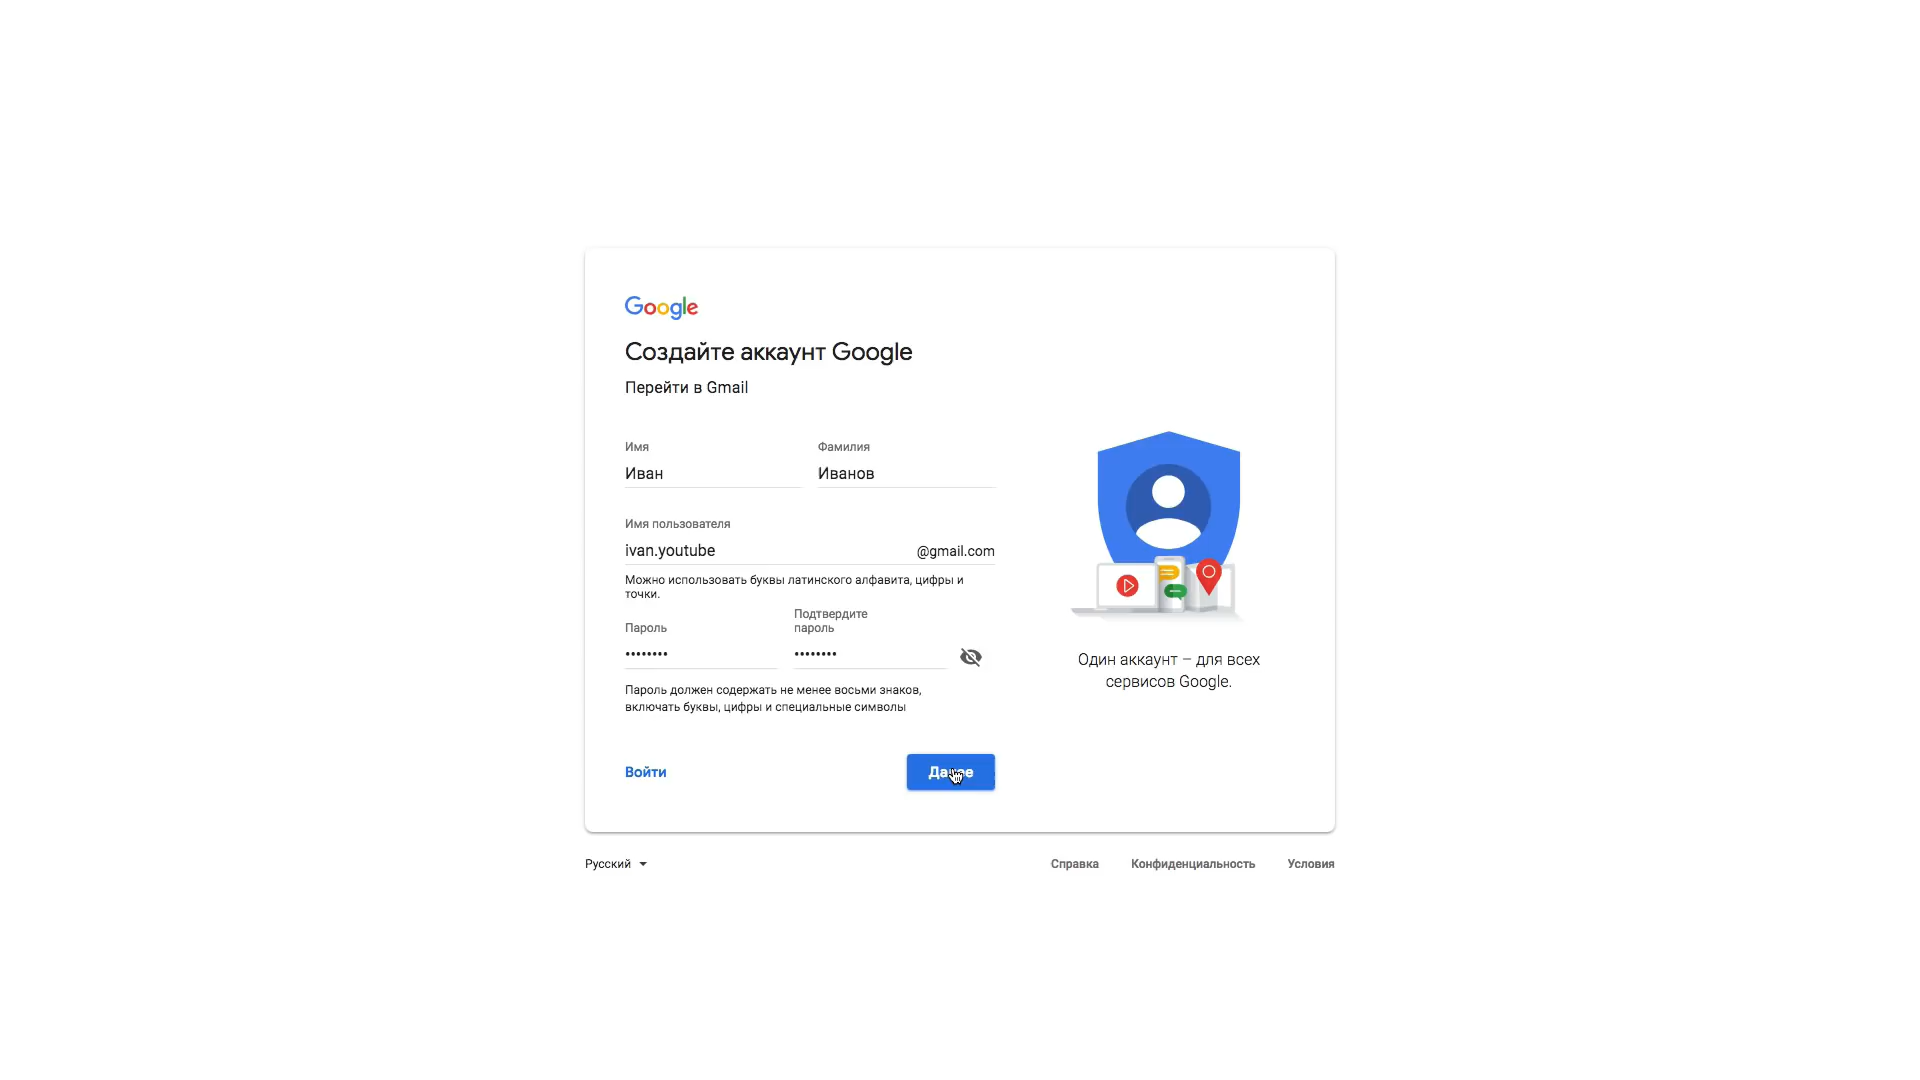 Google
Создайте аккаунт Google
Перейти в Gmail
Имя
Фамилия
Иван
Иванов
Имя пользователя
ivan.youtube
@gmail.com
Можно использовать буквы латинского алфавита, цифры и
точки.
Пароль
Подтвердите
пароль
••••••••
••••••••
Пароль должен содержать не менее восьми знаков,
включать буквы, цифры и специальные символы
Войти
Далее
Один аккаунт – для всех
сервисов Google.
Русский
Справка
Конфиденциальность
Условия